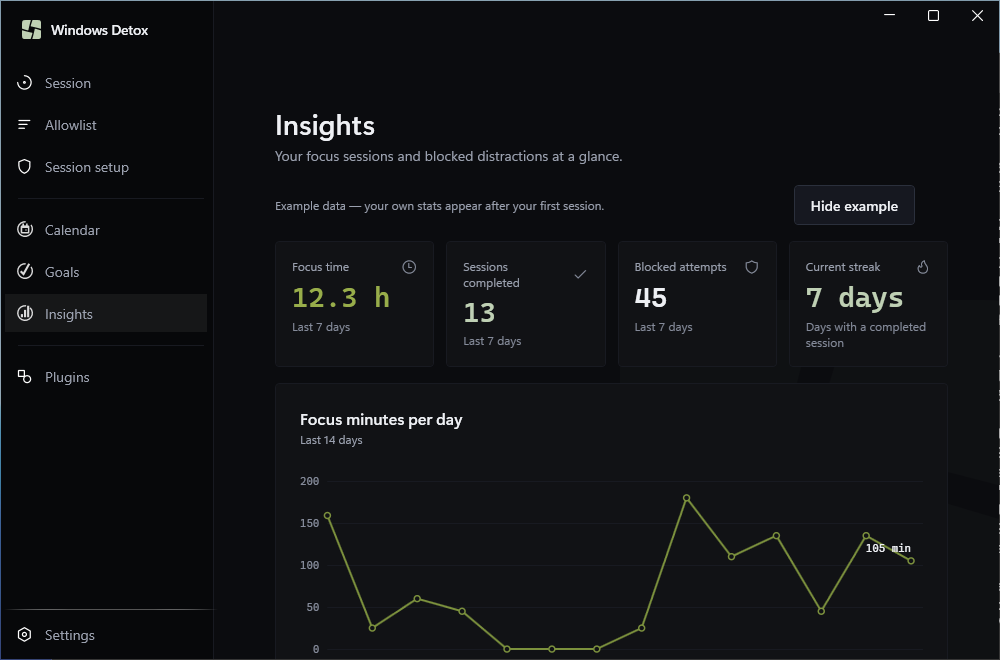 Windows Detox
Session
Allowlist
Session setup
Calendar
Goals
Insights
Plugins
Settings
Insights
Your focus sessions and blocked distractions at a glance.
Example data — your own stats appear after your first session.
Hide example
Focus time
12.3 h
Last 7 days
Sessions
completed
13
Last 7 days
Blocked attempts
45
Last 7 days
Current streak
7 days
Days with a completed
session
Focus minutes per day
Last 14 days
200
150
100
50
0
105 min